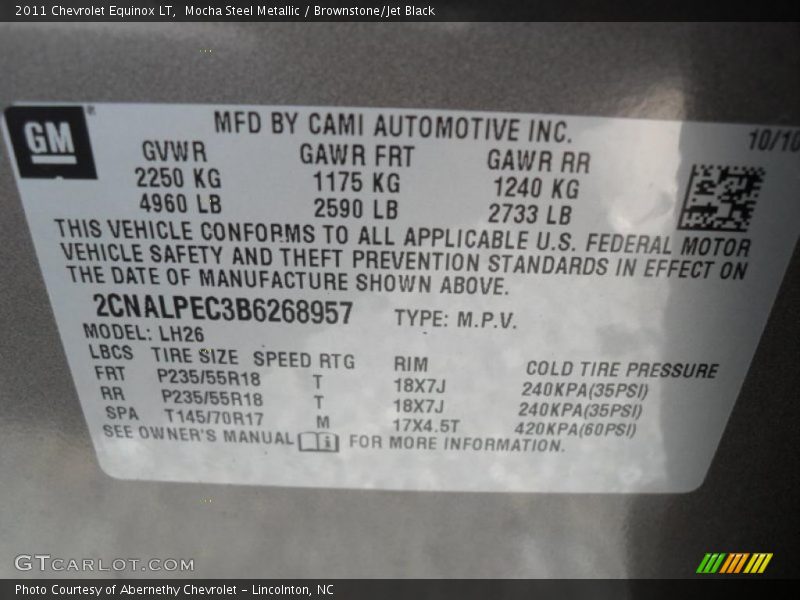 2011 Chevrolet Equinox LT, Mocha Steel Metallic / Brownstone/Jet Black
GM®
MFD BY CAMI AUTOMOTIVE INC.
10/10
GVWR GAWR FRT GAWR RR
2250 KG 1175 KG 1240 KG
4960 LB 2590 LB 2733 LB
THIS VEHICLE CONFORMS TO ALL APPLICABLE U.S. FEDERAL MOTOR
VEHICLE SAFETY AND THEFT PREVENTION STANDARDS IN EFFECT ON
THE DATE OF MANUFACTURE SHOWN ABOVE.
2CNALPEC3B6268957 TYPE: M.P.V.
MODEL: LH26
LBCS TIRE SIZE SPEED RTG RIM COLD TIRE PRESSURE
FRT P235/55R18 T 18X7J 240KPA(35PSI)
RR P235/55R18 T 18X7J 240KPA(35PSI)
SPA T145/70R17 M 17X4.5T 420KPA(60PSI)
SEE OWNER'S MANUAL i FOR MORE INFORMATION.
GTCARLOT.COM
Photo Courtesy of Abernethy Chevrolet – Lincolnton, NC